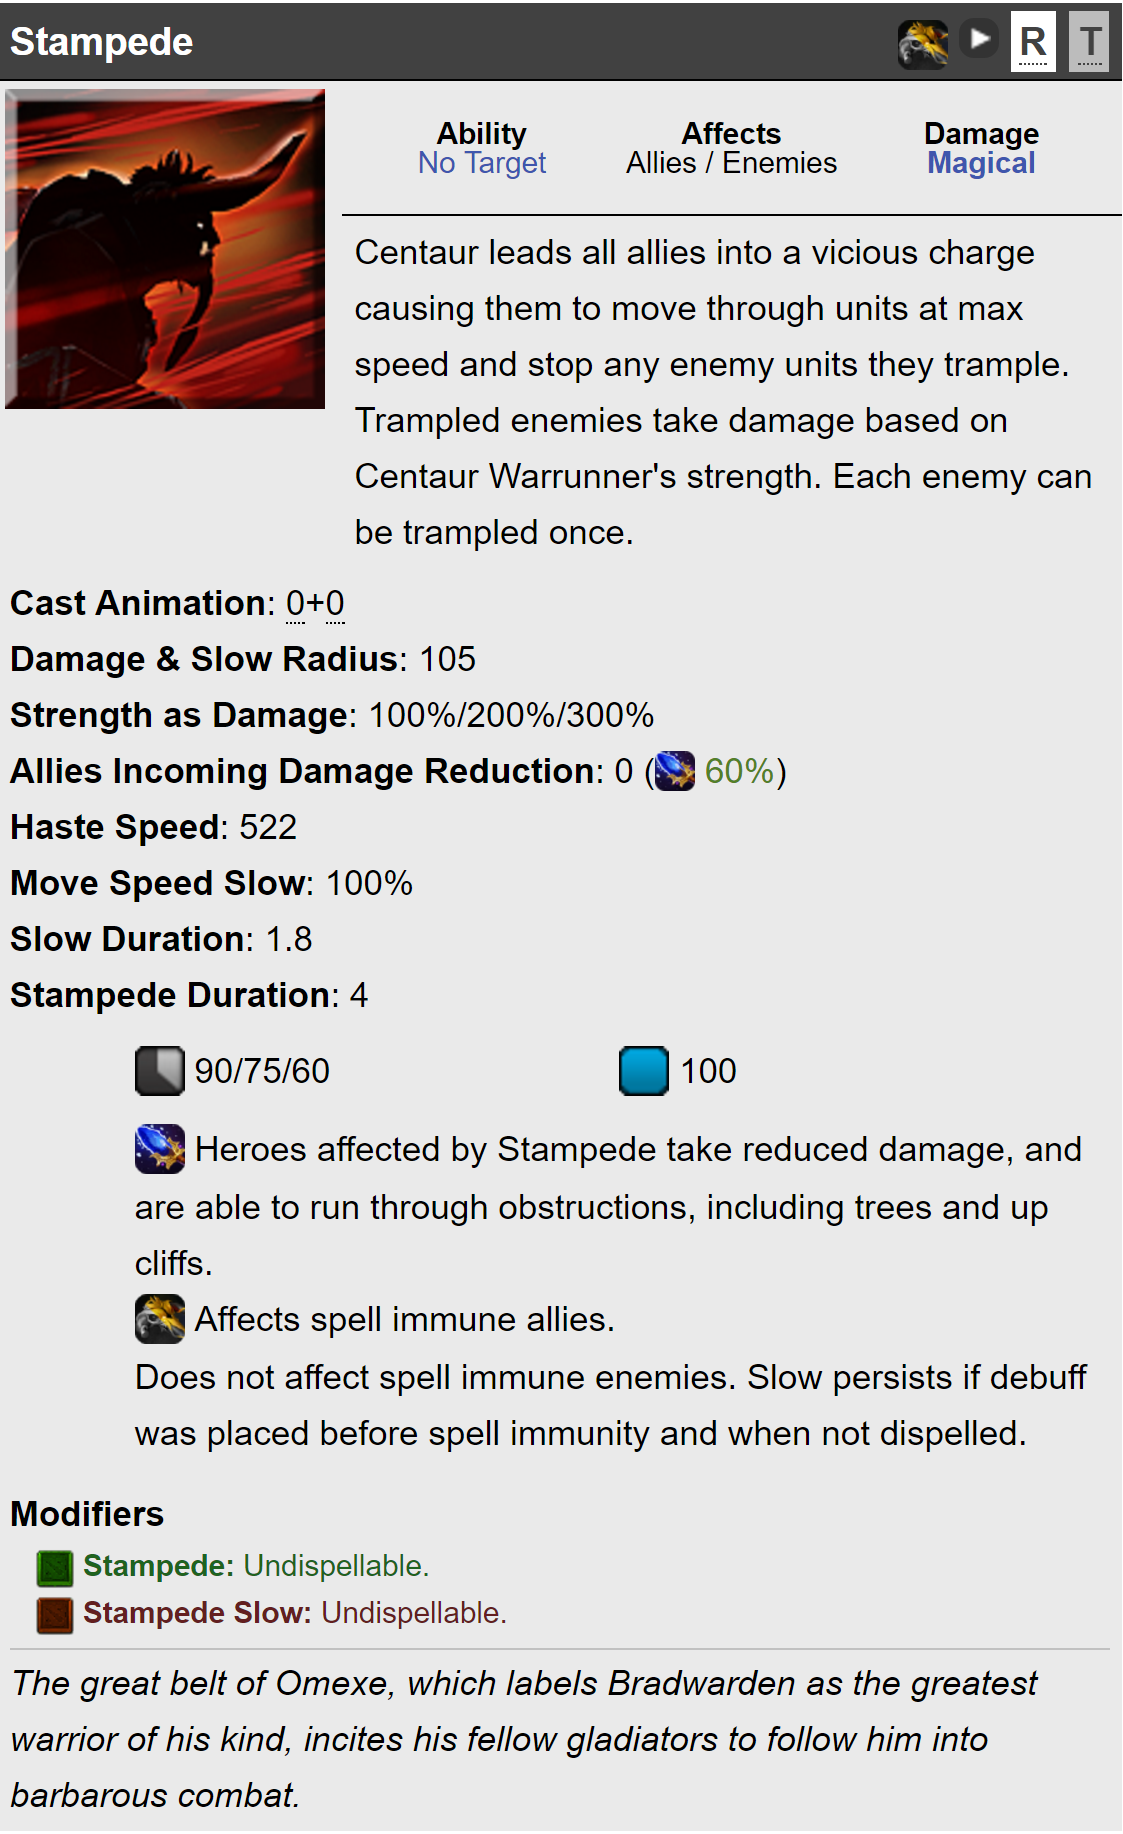 Stampede R T
Ability Affects Damage
No Target Allies / Enemies Magical
Centaur leads all allies into a vicious charge
causing them to move through units at max
speed and stop any enemy units they trample.
Trampled enemies take damage based on
Centaur Warrunner's strength. Each enemy can
be trampled once.
Cast Animation: 0+0
Damage & Slow Radius: 105
Strength as Damage: 100%/200%/300%
Allies Incoming Damage Reduction: 0 ( 60%)
Haste Speed: 522
Move Speed Slow: 100%
Slow Duration: 1.8
Stampede Duration: 4
90/75/60 100
Heroes affected by Stampede take reduced damage, and
are able to run through obstructions, including trees and up
cliffs.
Affects spell immune allies.
Does not affect spell immune enemies. Slow persists if debuff
was placed before spell immunity and when not dispelled.
Modifiers
Stampede: Undispellable.
Stampede Slow: Undispellable.
The great belt of Omexe, which labels Bradwarden as the greatest
warrior of his kind, incites his fellow gladiators to follow him into
barbarous combat.